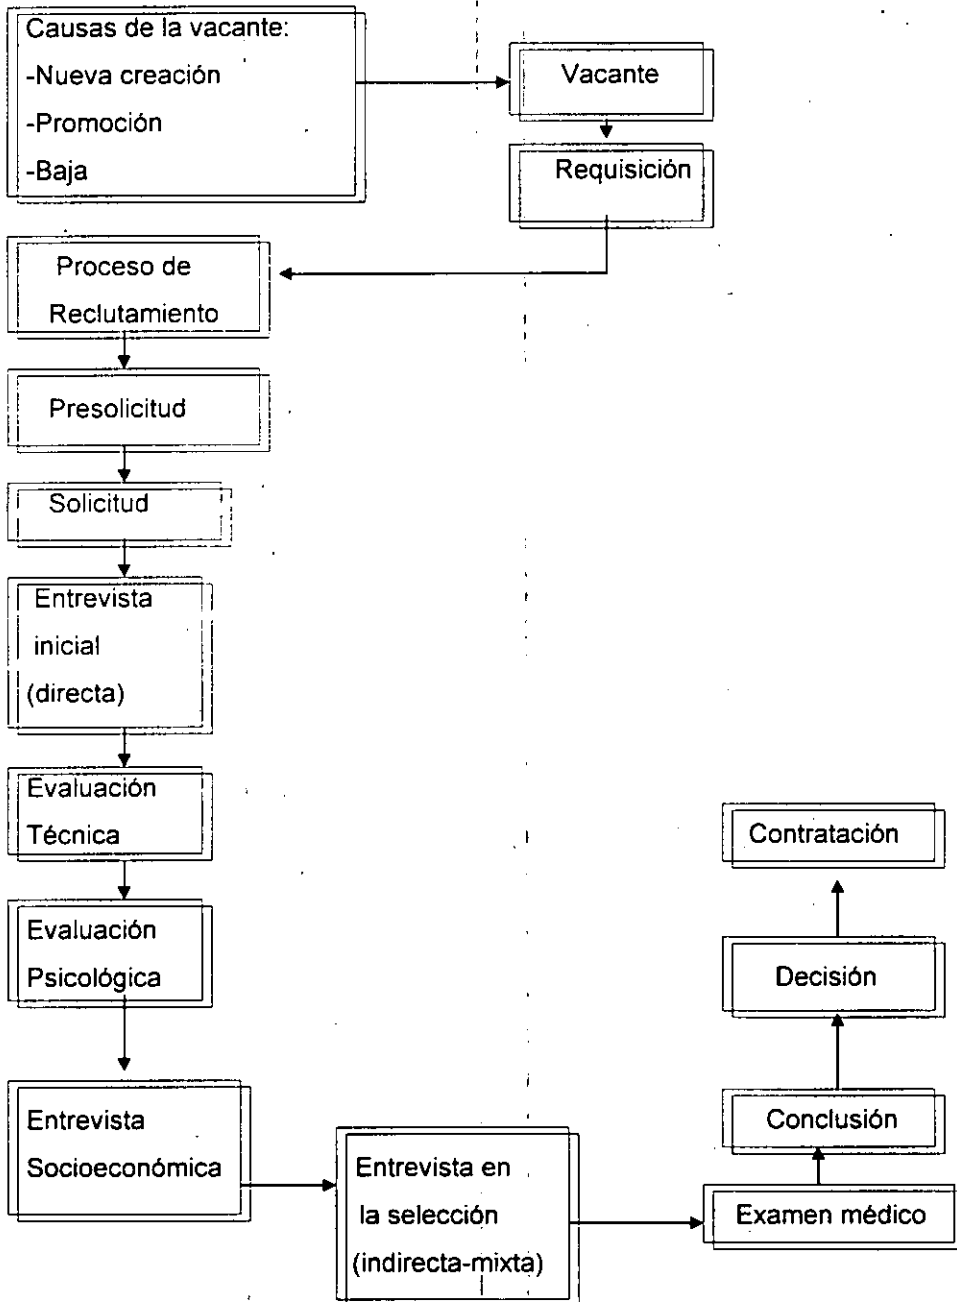 Causas de la vacante:
-Nueva creación
-Promoción
-Baja
Vacante
Requisición
Proceso de
Reclutamiento
Presolicitud
Solicitud
Entrevista
inicial
(directa)
Evaluación
Técnica
Evaluación
Psicológica
Entrevista
Socioeconómica
Entrevista en
la selección
(indirecta-mixta)
Examen médico
Conclusión
Decisión
Contratación